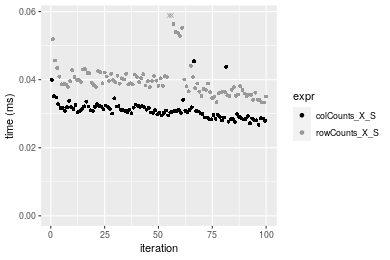 0.06
0.04
0.02
0.00
time (ms)
0
25
50
75
100
iteration
expr
colCounts_X_S
rowCounts_X_S